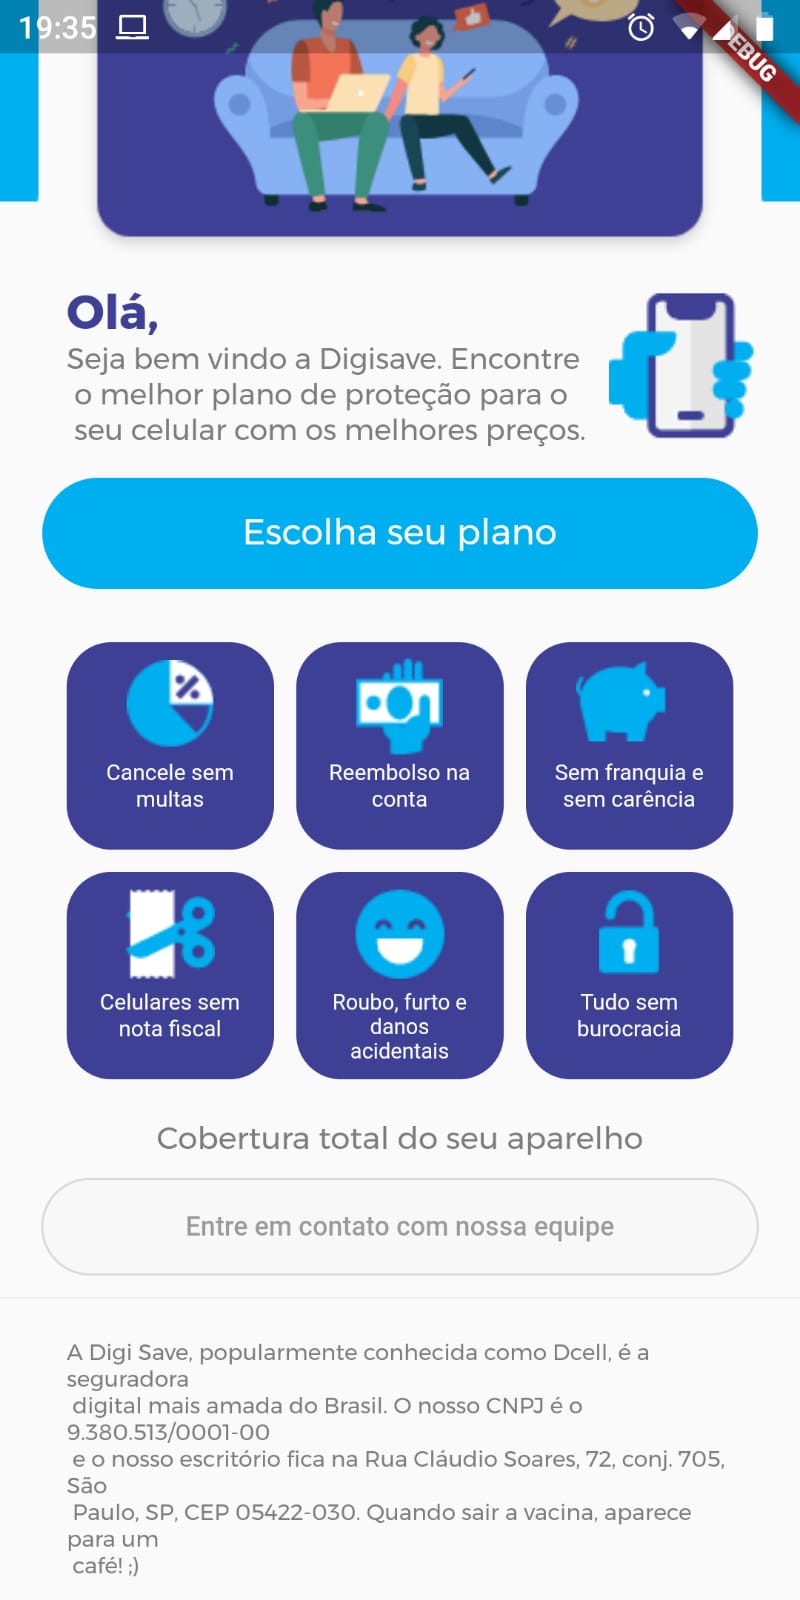 19:35
DEBUG
Olá,
Seja bem vindo a Digisave. Encontre
o melhor plano de proteção para o
seu celular com os melhores preços.
Escolha seu plano
%
Cancele sem
multas
Reembolso na
conta
Sem franquia e
sem carência
Celulares sem
nota fiscal
Roubo, furto e
danos
acidentais
Tudo sem
burocracia
Cobertura total do seu aparelho
Entre em contato com nossa equipe
A Digi Save, popularmente conhecida como Dcell, é a
seguradora
digital mais amada do Brasil. O nosso CNPJ é o
9.380.513/0001-00
e o nosso escritório fica na Rua Cláudio Soares, 72, conj. 705,
São
Paulo, SP, CEP 05422-030. Quando sair a vacina, aparece
para um
café! ;)